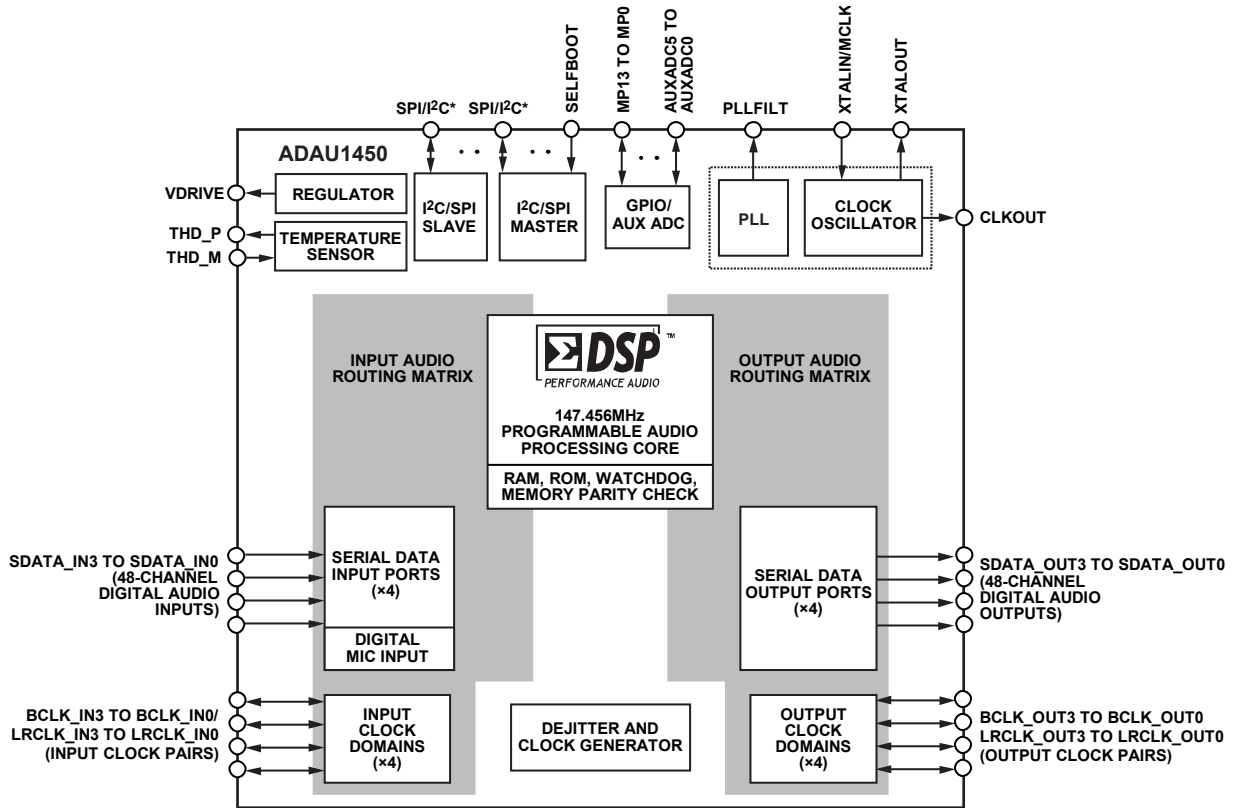 SELFBOOT
MP13 TO MP0
AUXADC5 TO
AUXADC0
XTALIN/MCLK
XTALOUT
SPI/I²C* SPI/I²C*
PLLFILT
ADAU1450
VDRIVE
REGULATOR
THD_P
THD_M
TEMPERATURE
SENSOR
I²C/SPI
SLAVE
I²C/SPI
MASTER
GPIO/
AUX ADC
PLL
CLOCK
OSCILLATOR
CLKOUT
INPUT AUDIO
ROUTING MATRIX
ΣDSP™
PERFORMANCE AUDIO
147.456MHz
PROGRAMMABLE AUDIO
PROCESSING CORE
RAM, ROM, WATCHDOG,
MEMORY PARITY CHECK
OUTPUT AUDIO
ROUTING MATRIX
SDATA_IN3 TO SDATA_IN0
(48-CHANNEL
DIGITAL AUDIO
INPUTS)
SERIAL DATA
INPUT PORTS
(×4)
DIGITAL
MIC INPUT
SERIAL DATA
OUTPUT PORTS
(×4)
SDATA_OUT3 TO SDATA_OUT0
(48-CHANNEL
DIGITAL AUDIO
OUTPUTS)
BCLK_IN3 TO BCLK_IN0/
LRCLK_IN3 TO LRCLK_IN0
(INPUT CLOCK PAIRS)
INPUT
CLOCK
DOMAINS
(×4)
DEJITTER AND
CLOCK GENERATOR
OUTPUT
CLOCK
DOMAINS
(×4)
BCLK_OUT3 TO BCLK_OUT0
LRCLK_OUT3 TO LRCLK_OUT0
(OUTPUT CLOCK PAIRS)